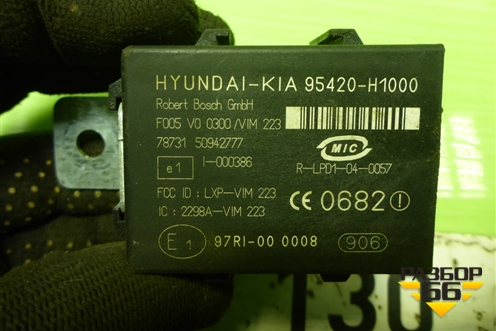 HYUNDAI-KIA 95420-H1000
Robert Bosch GmbH
F005 V0 0300/VIM 223
78731 50942777
MIC
e1 I-000386
R-LPD1-04-0057
FCC ID : LXP-VIM 223
IC : 2298A-VIM 223
CE 0682
E1 97RI-00 0008 906
РАЗБОР
66